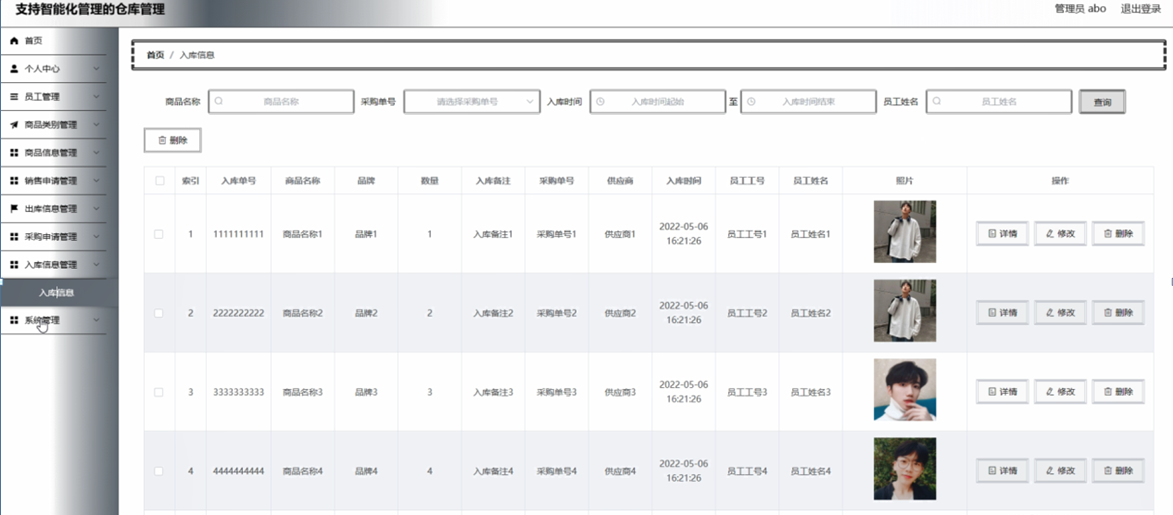 支持智能化管理的仓库管理
管理员 abo 退出登录
首页
个人中心
员工管理
商品类别管理
商品信息管理
销售申请管理
出库信息管理
采购申请管理
入库信息管理
入库信息
系统管理
首页 / 入库信息
商品名称 商品名称 采购单号 请选择采购单号 入库时间 入库时间起始 至 入库时间结束 员工姓名 员工姓名 查询
删除
索引 入库单号 商品名称 品牌 数量 入库备注 采购单号 供应商 入库时间 员工工号 员工姓名 照片 操作
1 1111111111 商品名称1 品牌1 1 入库备注1 采购单号1 供应商1 2022-05-06 16:21:26 员工工号1 员工姓名1 详情 修改 删除
2 2222222222 商品名称2 品牌2 2 入库备注2 采购单号2 供应商2 2022-05-06 16:21:26 员工工号2 员工姓名2 详情 修改 删除
3 3333333333 商品名称3 品牌3 3 入库备注3 采购单号3 供应商3 2022-05-06 16:21:26 员工工号3 员工姓名3 详情 修改 删除
4 4444444444 商品名称4 品牌4 4 入库备注4 采购单号4 供应商4 2022-05-06 16:21:26 员工工号4 员工姓名4 详情 修改 删除